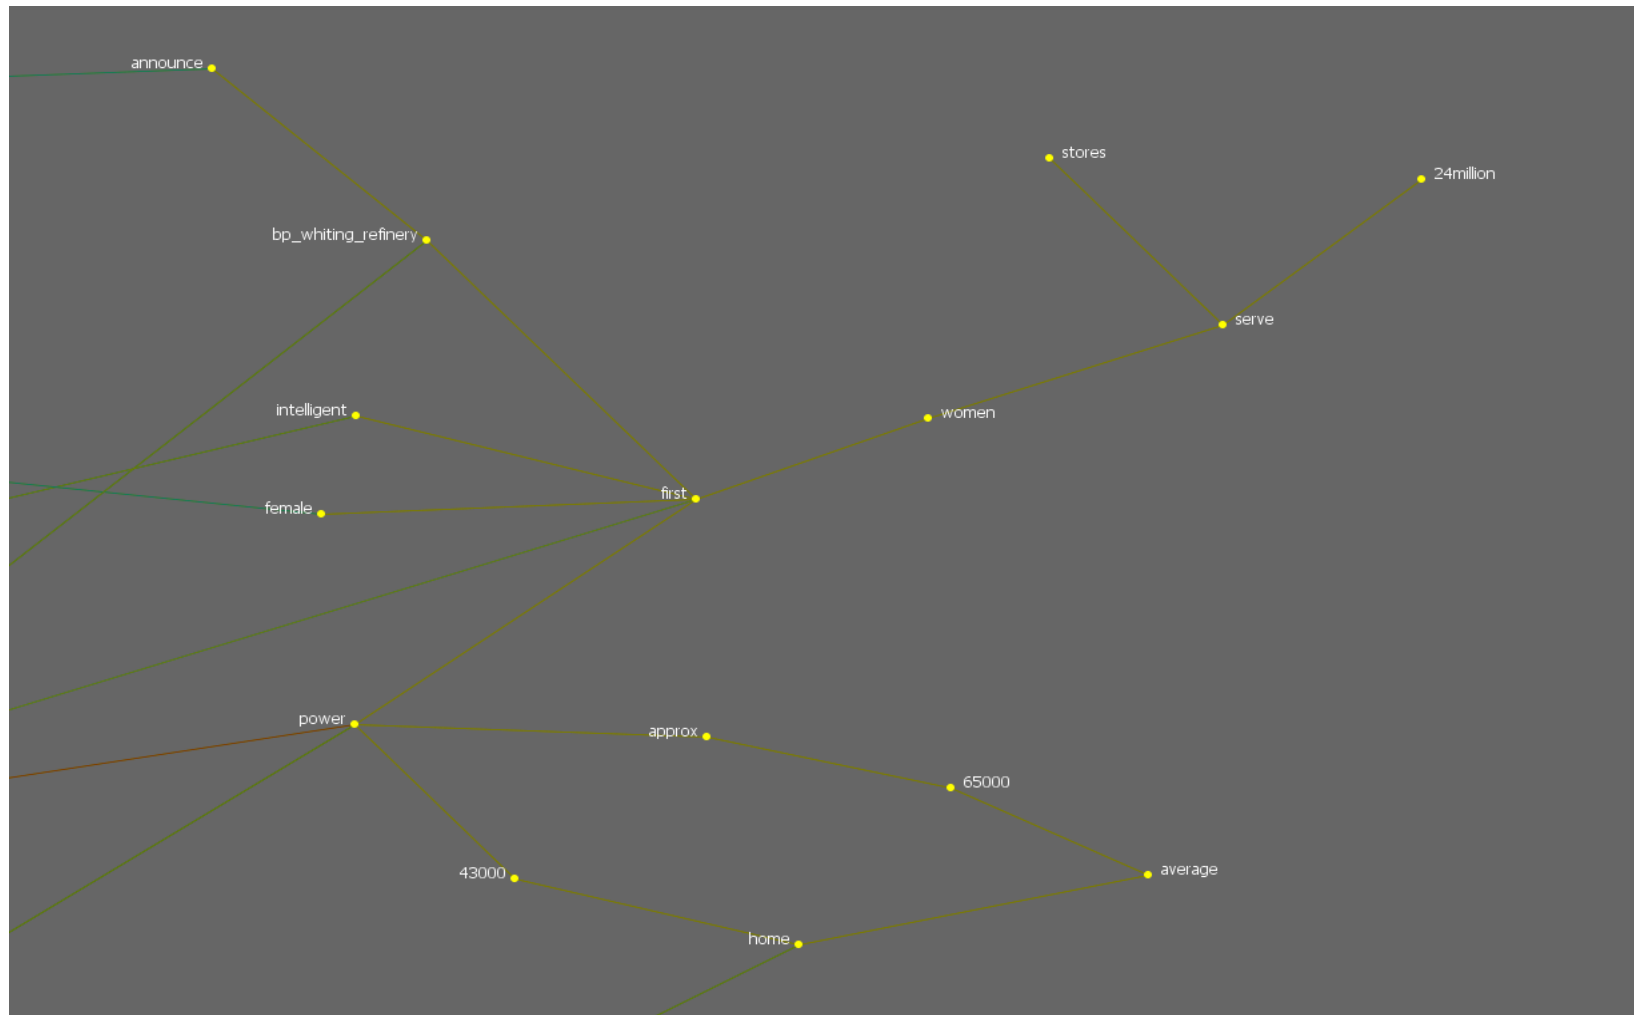 announce
stores
24million
bp_whiting_refinery
serve
intelligent
women
first
female
power
approx
65000
43000
average
home